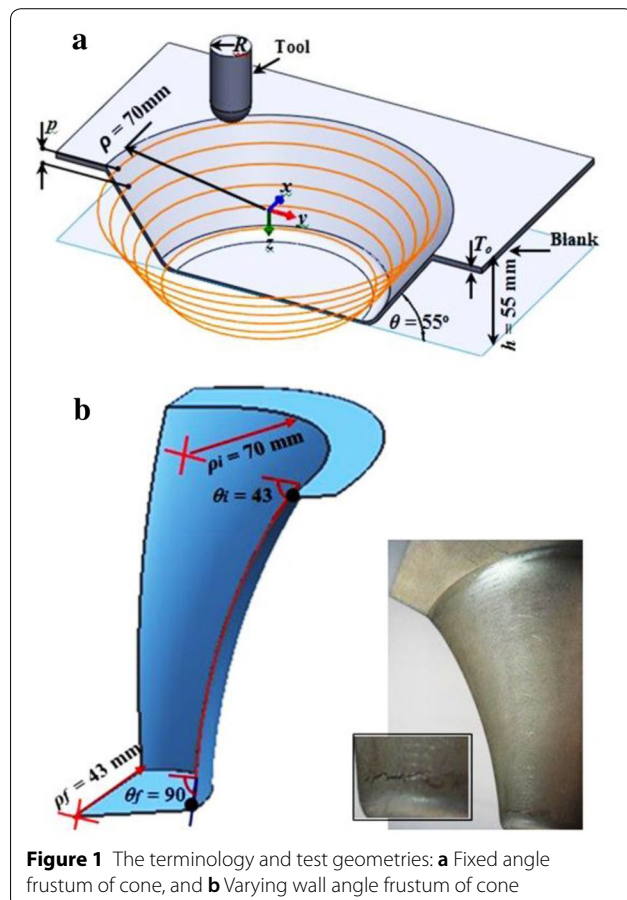 a
R
Tool
p
ρ = 70mm
x
y
z
T₀
Blank
θ = 55°
h = 55 mm
b
ρi = 70 mm
θi = 43
ρf = 43 mm
θf = 90
Figure 1 The terminology and test geometries: a Fixed angle
frustum of cone, and b Varying wall angle frustum of cone